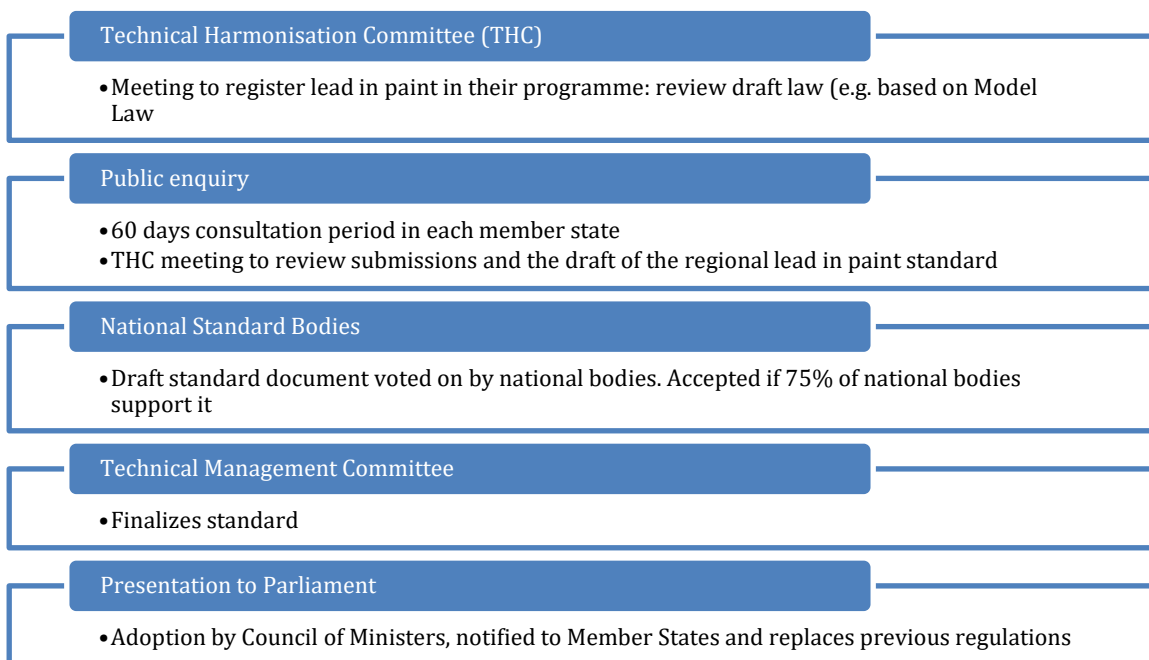 Technical Harmonisation Committee (THC)
•Meeting to register lead in paint in their programme: review draft law (e.g. based on Model
Law
Public enquiry
•60 days consultation period in each member state
•THC meeting to review submissions and the draft of the regional lead in paint standard
National Standard Bodies
•Draft standard document voted on by national bodies. Accepted if 75% of national bodies
support it
Technical Management Committee
•Finalizes standard
Presentation to Parliament
•Adoption by Council of Ministers, notified to Member States and replaces previous regulations